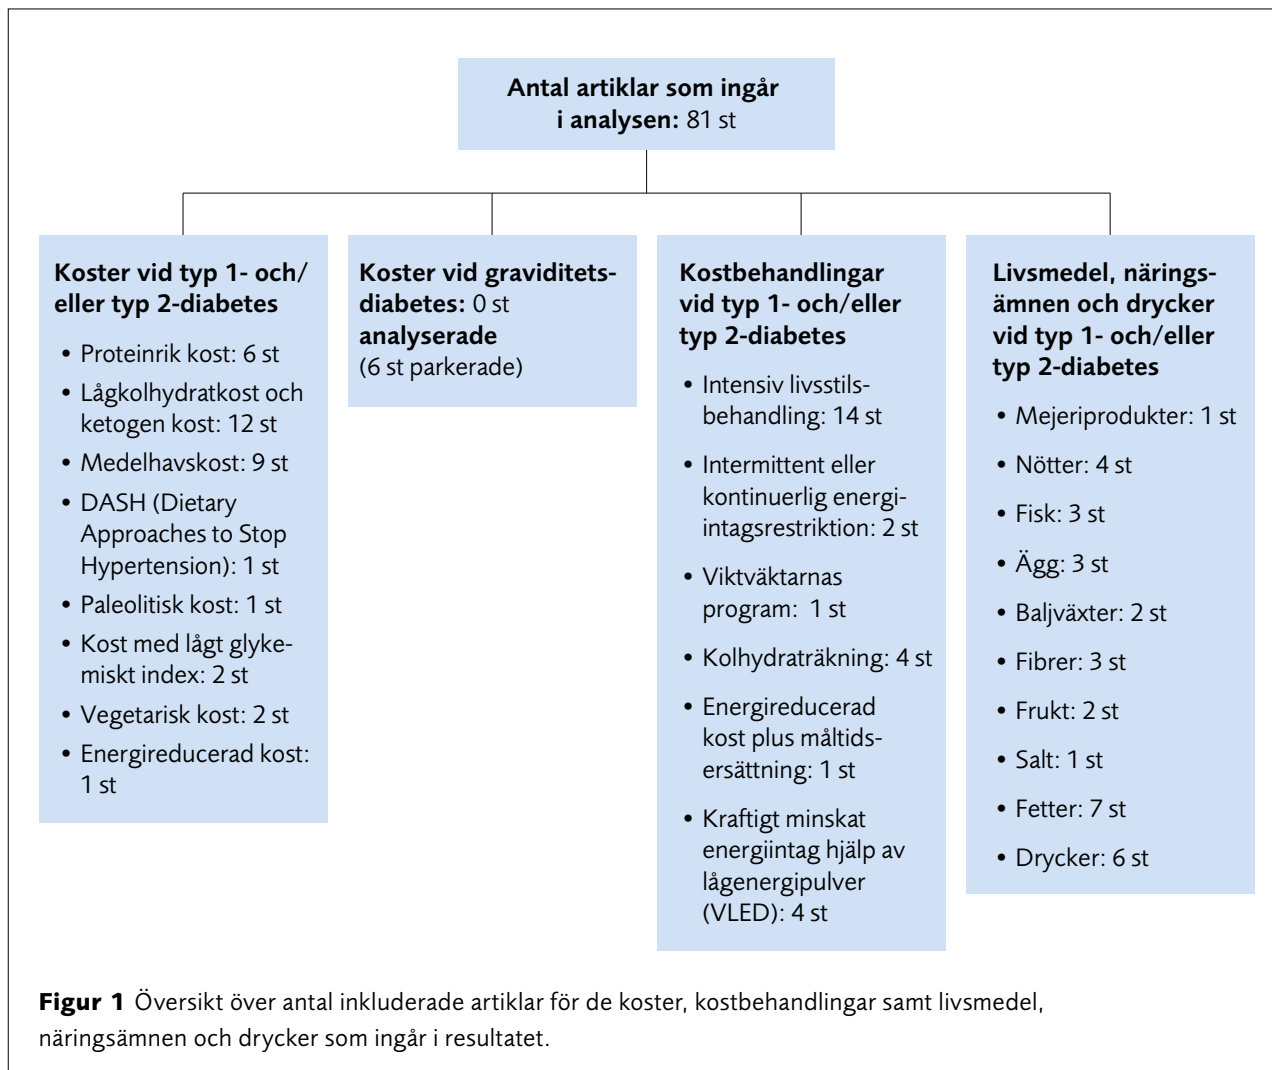 Antal artiklar som ingår
i analysen: 81 st
Koster vid typ 1- och/
eller typ 2-diabetes
• Proteinrik kost: 6 st
• Lågkolhydratkost och
ketogen kost: 12 st
• Medelhavskost: 9 st
• DASH (Dietary
Approaches to Stop
Hypertension): 1 st
• Paleolitisk kost: 1 st
• Kost med lågt glyke-
miskt index: 2 st
• Vegetarisk kost: 2 st
• Energireducerad kost:
1 st
Koster vid graviditets-
diabetes: 0 st
analyserade
(6 st parkerade)
Kostbehandlingar
vid typ 1- och/eller
typ 2-diabetes
• Intensiv livsstils-
behandling: 14 st
• Intermittent eller
kontinuerlig energi-
intagsrestriktion: 2 st
• Viktväktarnas
program: 1 st
• Kolhydraträkning: 4 st
• Energireducerad
kost plus måltids-
ersättning: 1 st
• Kraftigt minskat
energiintag hjälp av
lågenergipulver
(VLED): 4 st
Livsmedel, närings-
ämnen och drycker
vid typ 1- och/eller
typ 2-diabetes
• Mejeriprodukter: 1 st
• Nötter: 4 st
• Fisk: 3 st
• Ägg: 3 st
• Baljväxter: 2 st
• Fibrer: 3 st
• Frukt: 2 st
• Salt: 1 st
• Fetter: 7 st
• Drycker: 6 st
Figur 1 Översikt över antal inkluderade artiklar för de koster, kostbehandlingar samt livsmedel,
näringsämnen och drycker som ingår i resultatet.